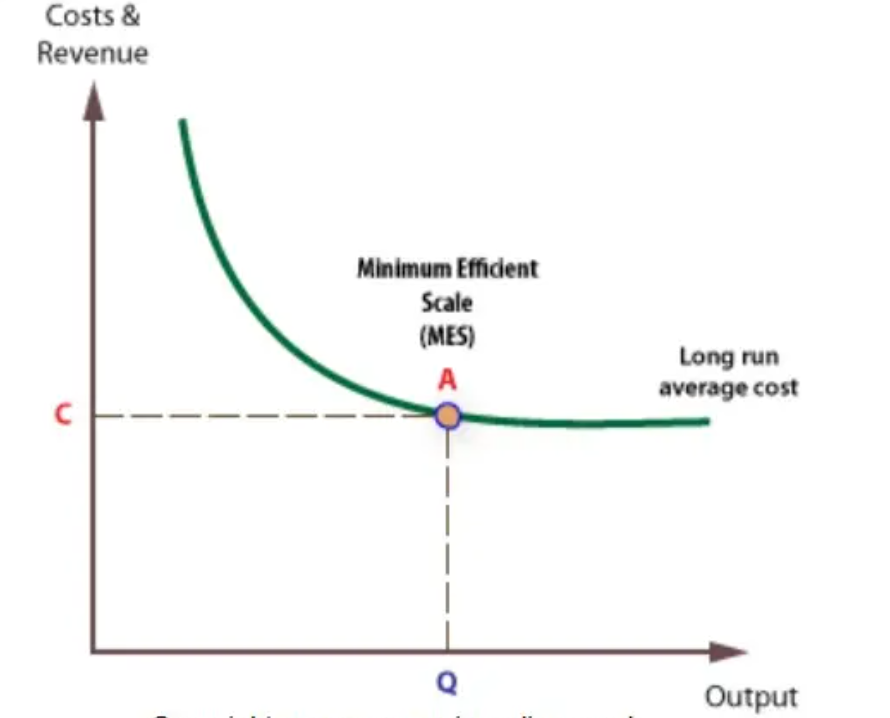 Costs &
Revenue
Minimum Efficient
Scale
(MES)
A
Long run
average cost
C
Q
Output